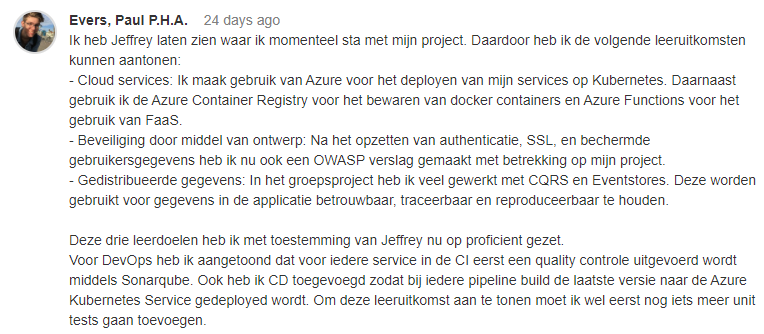 Evers, Paul P.H.A. 24 days ago
Ik heb Jeffrey laten zien waar ik momenteel sta met mijn project. Daardoor heb ik de volgende leeruitkomsten
kunnen aantonen:
- Cloud services: Ik maak gebruik van Azure voor het deployen van mijn services op Kubernetes. Daarnaast
gebruik ik de Azure Container Registry voor het bewaren van docker containers en Azure Functions voor het
gebruik van FaaS.
- Beveiliging door middel van ontwerp: Na het opzetten van authenticatie, SSL, en bechermde
gebruikersgegevens heb ik nu ook een OWASP verslag gemaakt met betrekking op mijn project.
- Gedistribueerde gegevens: In het groepsproject heb ik veel gewerkt met CQRS en Eventstores. Deze worden
gebruikt voor gegevens in de applicatie betrouwbaar, traceerbaar en reproduceerbaar te houden.
Deze drie leerdoelen heb ik met toestemming van Jeffrey nu op proficient gezet.
Voor DevOps heb ik aangetoond dat voor iedere service in de CI eerst een quality controle uitgevoerd wordt
middels Sonarqube. Ook heb ik CD toegevoegd zodat bij iedere pipeline build de laatste versie naar de Azure
Kubernetes Service gedeployed wordt. Om deze leeruitkomst aan te tonen moet ik wel eerst nog iets meer unit
tests gaan toevoegen.